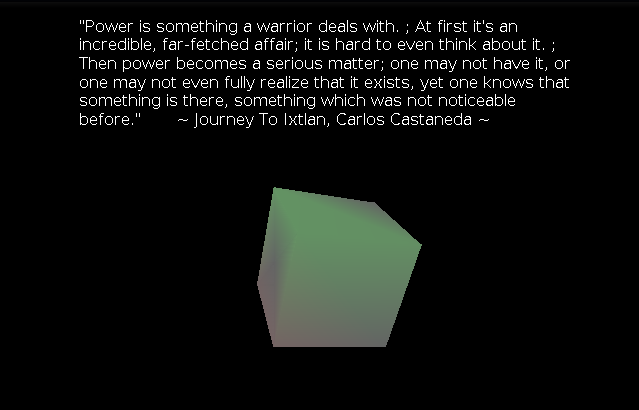 "Power is something a warrior deals with. ; At first it's an
incredible, far-fetched affair; it is hard to even think about it. ;
Then power becomes a serious matter; one may not have it, or
one may not even fully realize that it exists, yet one knows that
something is there, something which was not noticeable
before." ~ Journey To Ixtlan, Carlos Castaneda ~